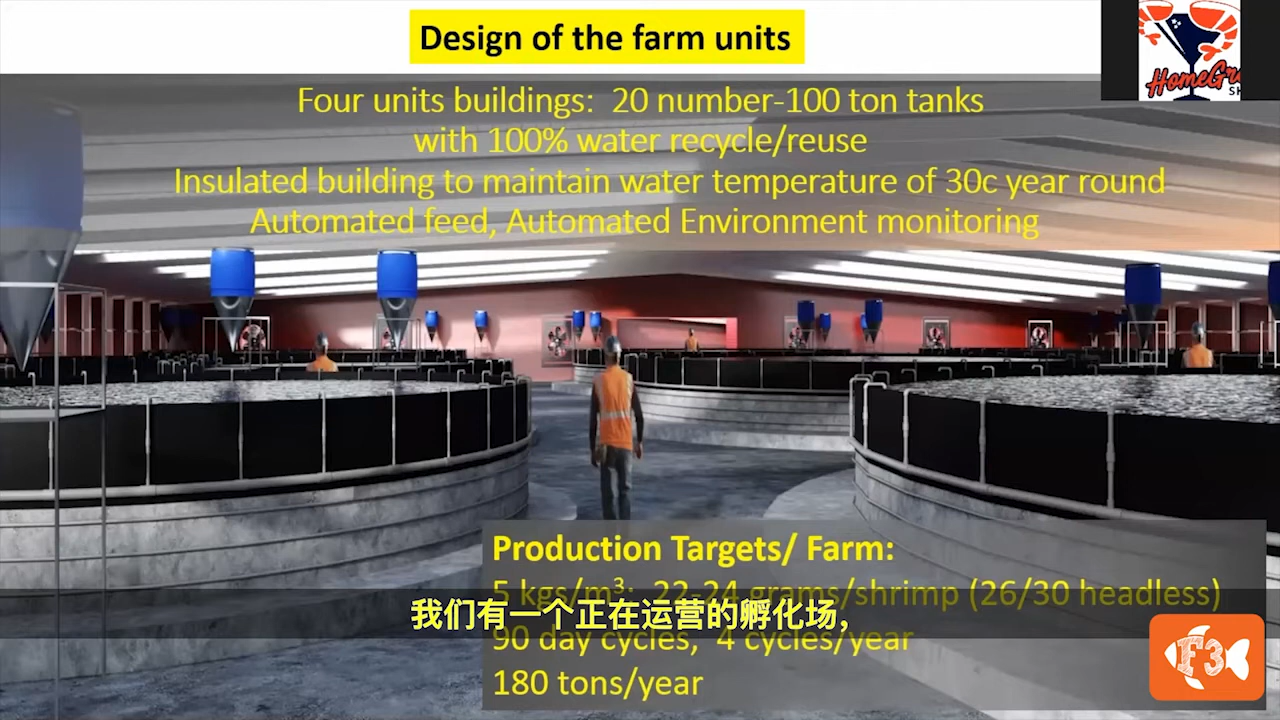 Design of the farm units
Four units buildings: 20 number-100 ton tanks
with 100% water recycle/reuse
Insulated building to maintain water temperature of 30c year round
Automated feed, Automated Environment monitoring
Production Targets/ Farm:
5 kgs/m³: 22-24 grams/shrimp (26/30 headless)
我们有一个正在运营的孵化场，
90 day cycles, 4 cycles/year
180 tons/year
F3